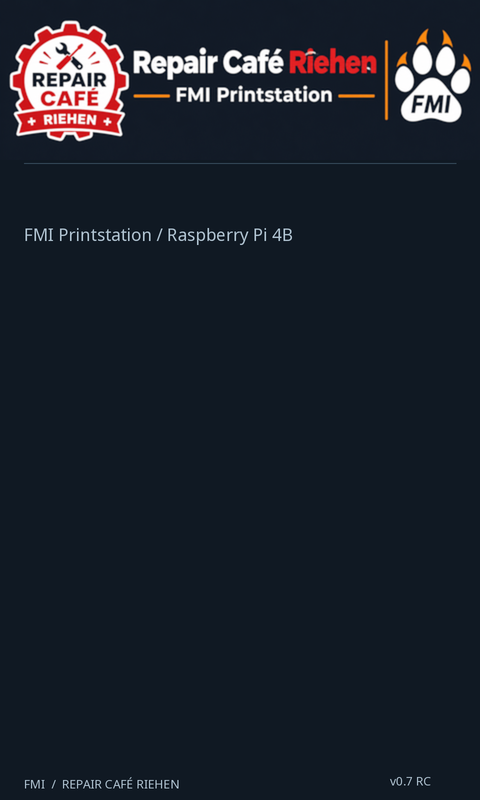 REPAIR
CAFÉ
+ RIEHEN +
Repair Café Riehen
FMI Printstation
FMI
FMI Printstation / Raspberry Pi 4B
FMI / REPAIR CAFÉ RIEHEN
v0.7 RC